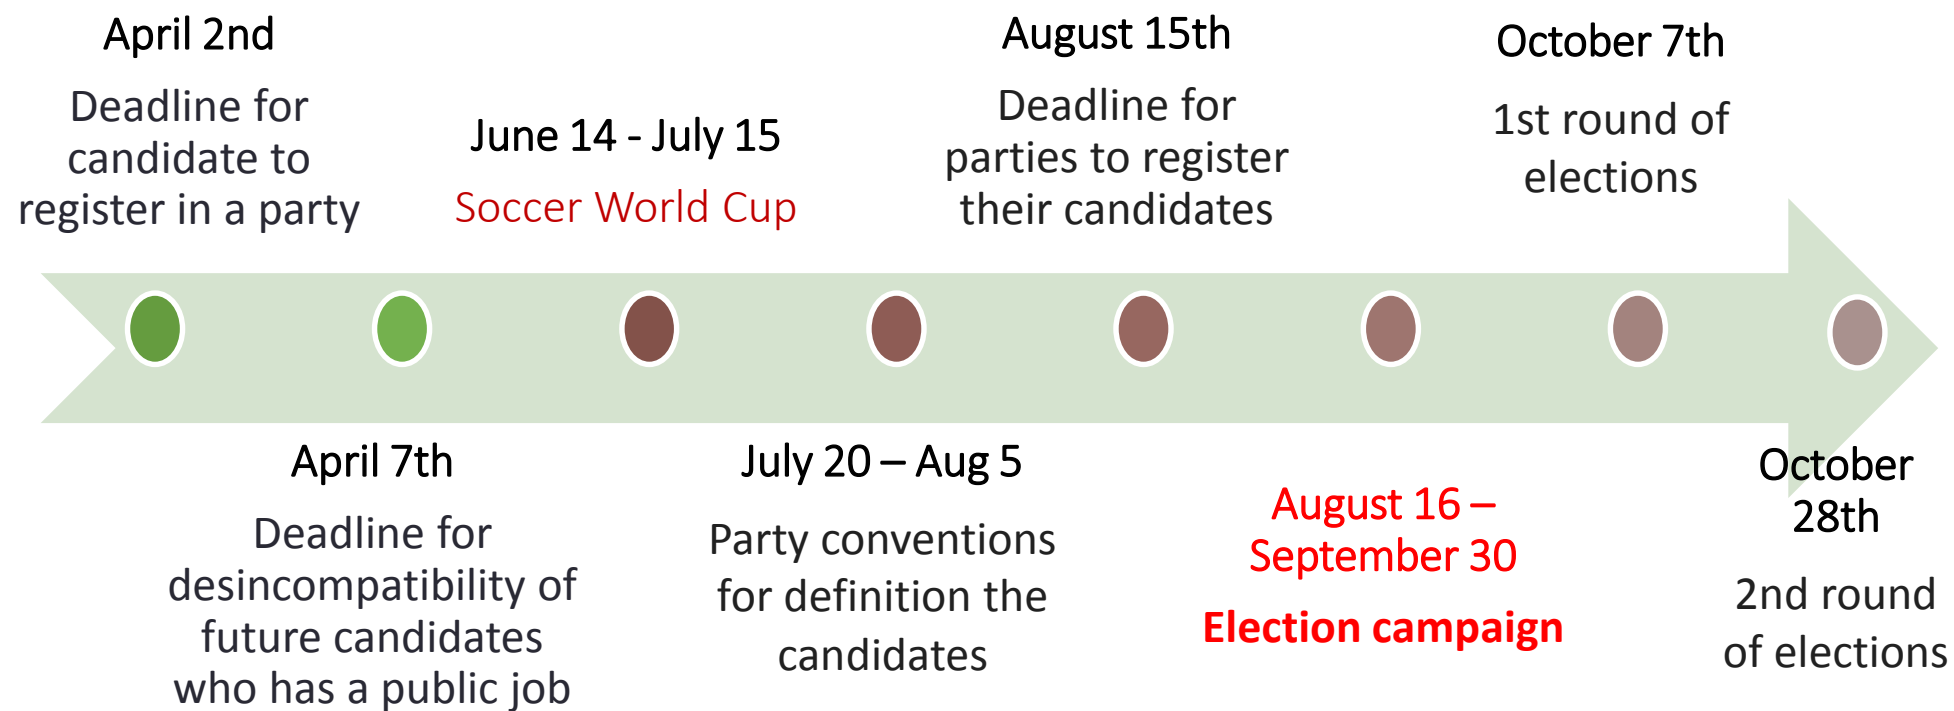 April 2nd
Deadline for
candidate to
register in a party
April 7th
Deadline for
desincompatibility of
future candidates
who has a public job
June 14 - July 15
Soccer World Cup
July 20 – Aug 5
Party conventions
for definition the
candidates
August 15th
Deadline for
parties to register
their candidates
August 16 –
September 30
Election campaign
October 7th
1st round of
elections
October
28th
2nd round
of elections